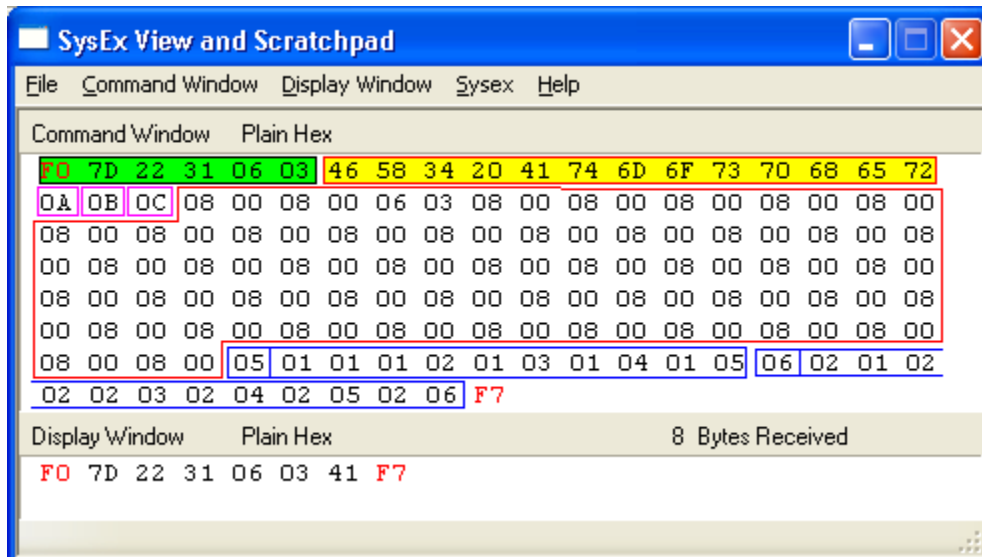 SysEx View and Scratchpad
File Command Window Display Window Sysex Help
Command Window Plain Hex
F0 7D 22 31 06 03 46 58 34 20 41 74 6D 6F 73 70 68 65 72
0A 0B 0C 08 00 08 00 06 03 08 00 08 00 08 00 08 00 08 00
08 00 08 00 08 00 08 00 08 00 08 00 08 00 08 00 08 00 08
00 08 00 08 00 08 00 08 00 08 00 08 00 08 00 08 00 08 00
08 00 08 00 08 00 08 00 08 00 08 00 08 00 08 00 08 00 08
00 08 00 08 00 08 00 08 00 08 00 08 00 08 00 08 00 08 00
08 00 08 00 05 01 01 01 02 01 03 01 04 01 05 06 02 01 02
02 02 03 02 04 02 05 02 06 F7
Display Window Plain Hex 8 Bytes Received
F0 7D 22 31 06 03 41 F7